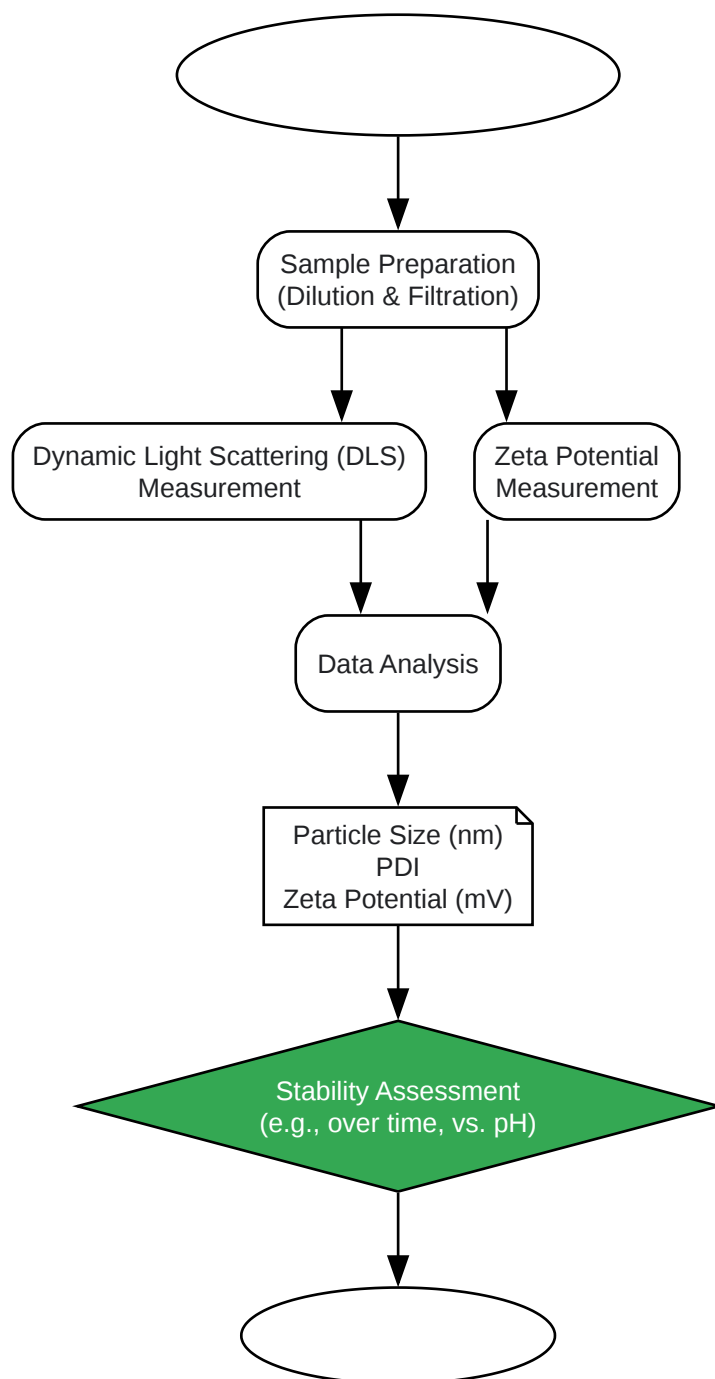 Sample Preparation
(Dilution & Filtration)
Dynamic Light Scattering (DLS)
Measurement
Zeta Potential
Measurement
Data Analysis
Particle Size (nm)
PDI
Zeta Potential (mV)
Stability Assessment
(e.g., over time, vs. pH)